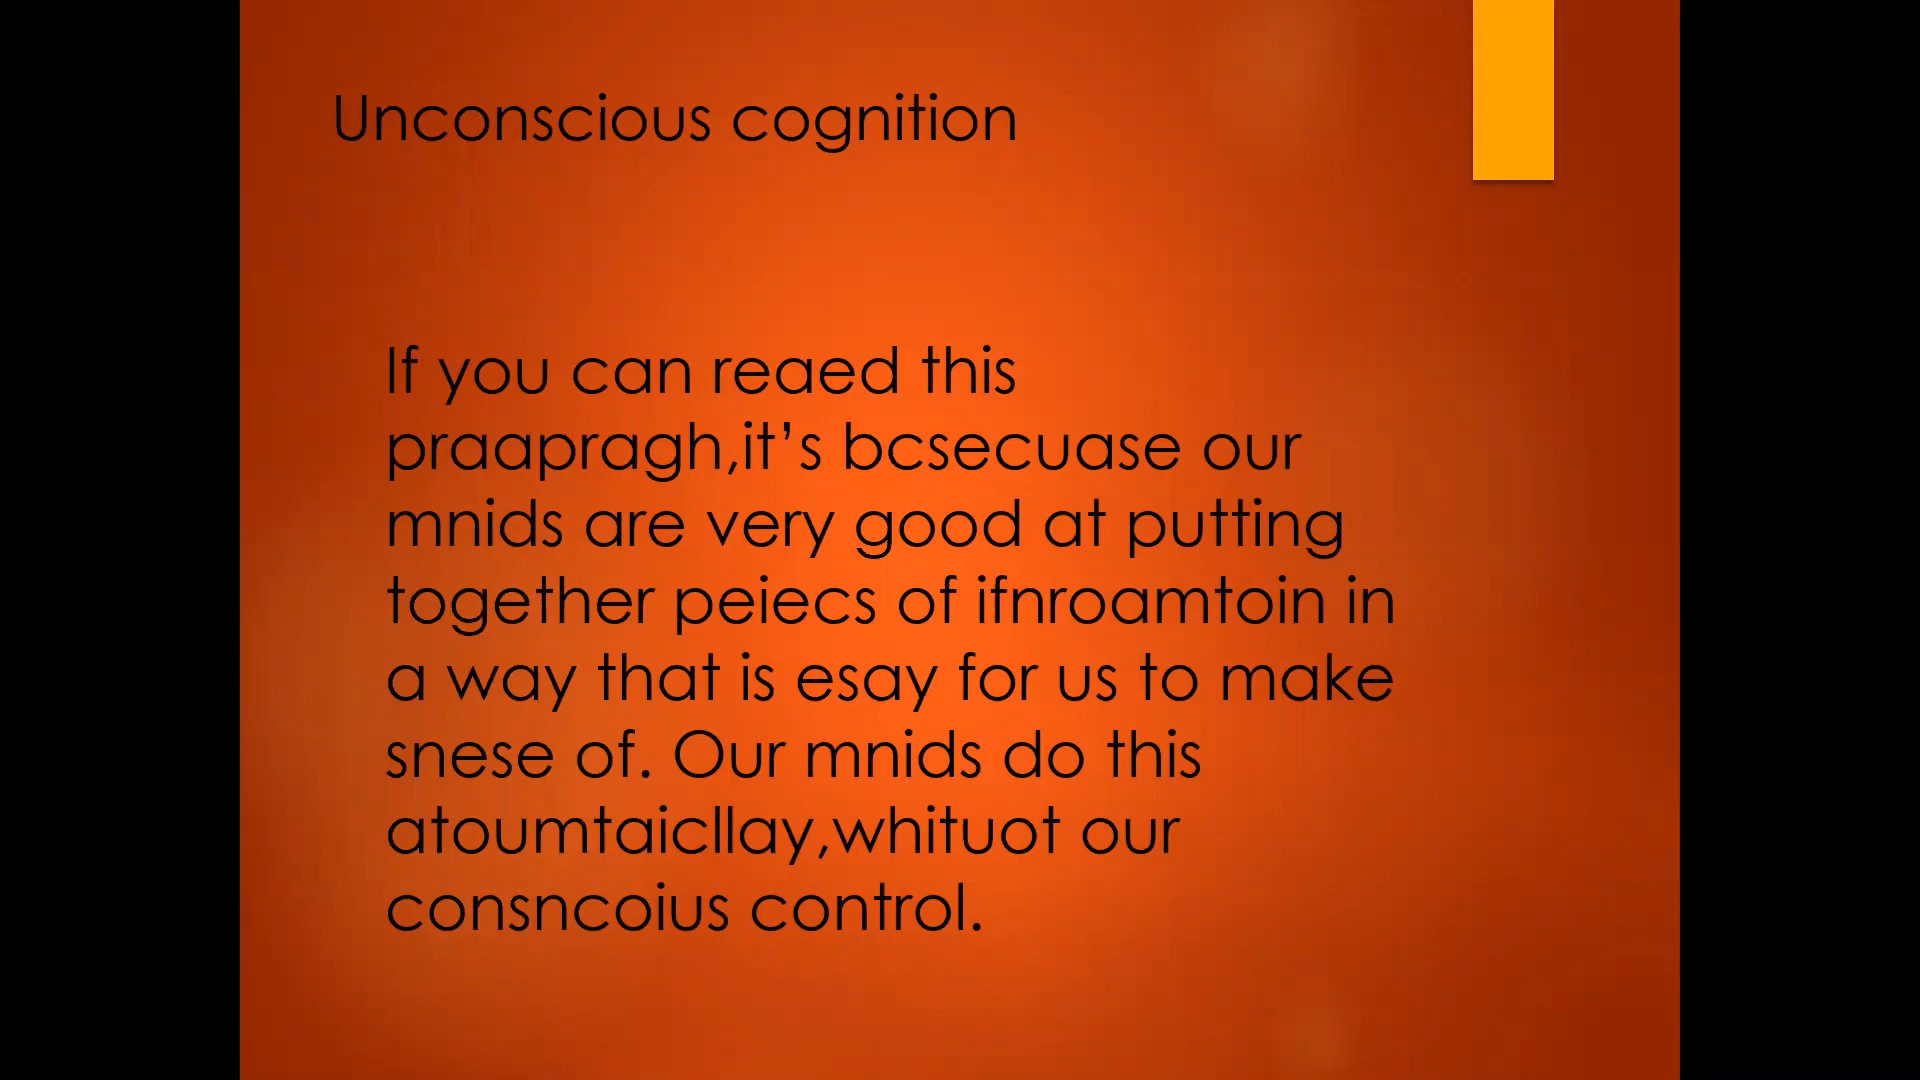 Unconscious cognition
If you can reaed this
praapragh,it’s bcsecuase our
mnids are very good at putting
together peiecs of ifnroamtoin in
a way that is esay for us to make
snese of. Our mnids do this
atoumtaicllay,whituot our
consncoius control.